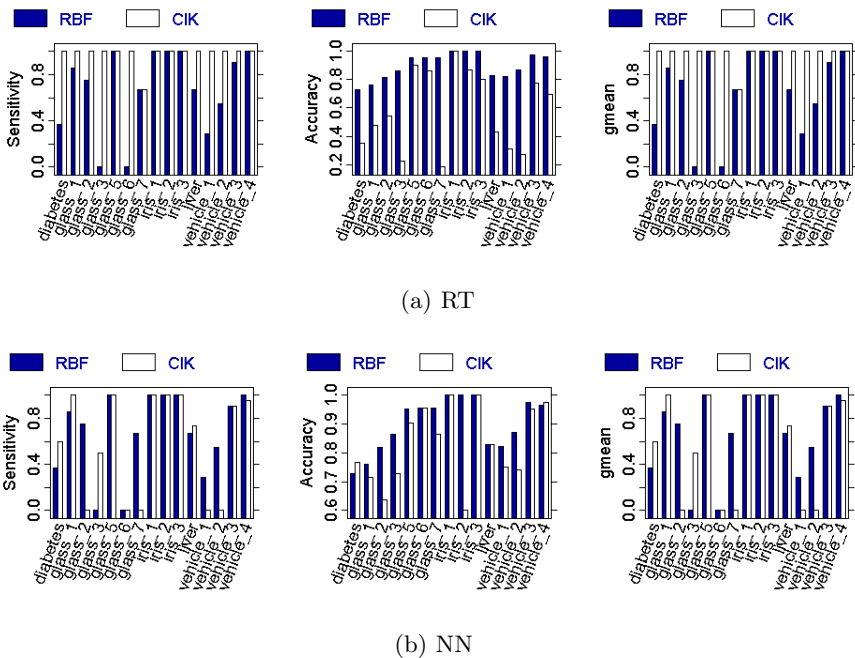 RBF CIK RBF CIK RBF CIK
Sensitivity
0.0 0.4 0.8
diabetes glass_1 glass_2 glass_3 glass_5 glass_6 glass_7 iris_1 iris_2 iris_3 liver vehicle_1 vehicle_2 vehicle_3 vehicle_4
Accuracy
0.2 0.4 0.6 0.8 1.0
diabetes glass_1 glass_2 glass_3 glass_5 glass_6 glass_7 iris_1 iris_2 iris_3 liver vehicle_1 vehicle_2 vehicle_3 vehicle_4
gmean
0.0 0.4 0.8
diabetes glass_1 glass_2 glass_3 glass_5 glass_6 glass_7 iris_1 iris_2 iris_3 liver vehicle_1 vehicle_2 vehicle_3 vehicle_4
(a) RT
RBF CIK RBF CIK RBF CIK
Sensitivity
0.0 0.4 0.8
diabetes glass_1 glass_2 glass_3 glass_5 glass_6 glass_7 iris_1 iris_2 iris_3 liver vehicle_1 vehicle_2 vehicle_3 vehicle_4
Accuracy
0.6 0.7 0.8 0.9 1.0
diabetes glass_1 glass_2 glass_3 glass_5 glass_6 glass_7 iris_1 iris_2 iris_3 liver vehicle_1 vehicle_2 vehicle_3 vehicle_4
gmean
0.0 0.4 0.8
diabetes glass_1 glass_2 glass_3 glass_5 glass_6 glass_7 iris_1 iris_2 iris_3 liver vehicle_1 vehicle_2 vehicle_3 vehicle_4
(b) NN